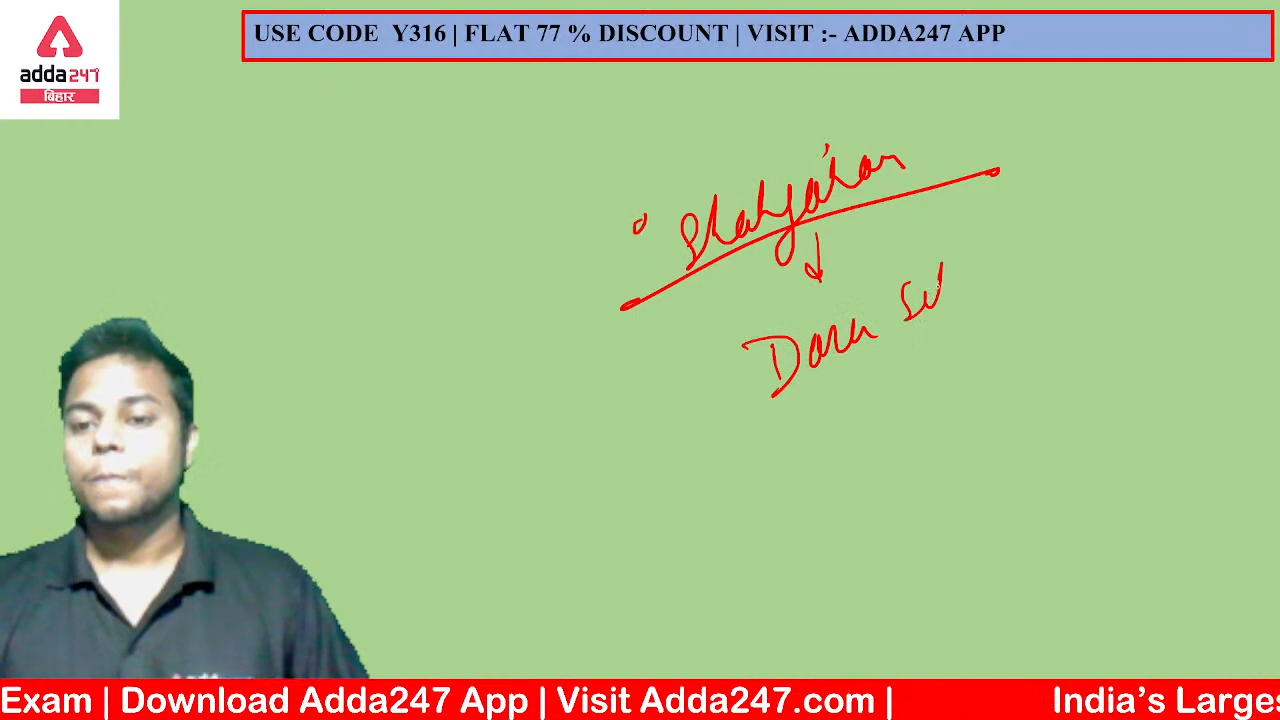 USE CODE Y316 | FLAT 77 % DISCOUNT | VISIT :- ADDA247 APP
adda247
बिहार
Shahjahan
Dara
Exam | Download Adda247 App | Visit Adda247.com | India's Larges